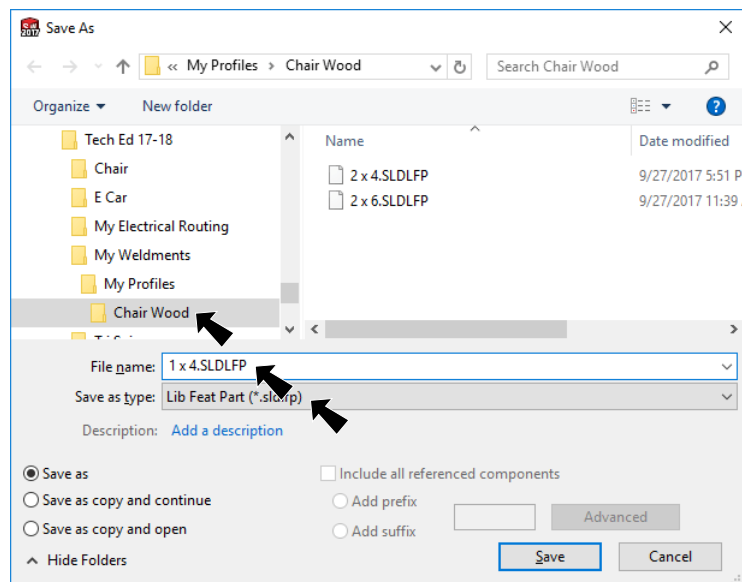 SW 2017 Save As
« My Profiles > Chair Wood Search Chair Wood
Organize New folder ?
Tech Ed 17-18
Chair
E Car
My Electrical Routing
My Weldments
My Profiles
Chair Wood
Name Date modified
2 x 4.SLDLFP 9/27/2017 5:51 P
2 x 6.SLDLFP 9/27/2017 11:39
File name: 1 x 4.SLDLFP
Save as type: Lib Feat Part (*.sldlfp)
Description: Add a description
Save as
Save as copy and continue
Save as copy and open
Include all referenced components
Add prefix
Add suffix
Advanced
Hide Folders
Save Cancel